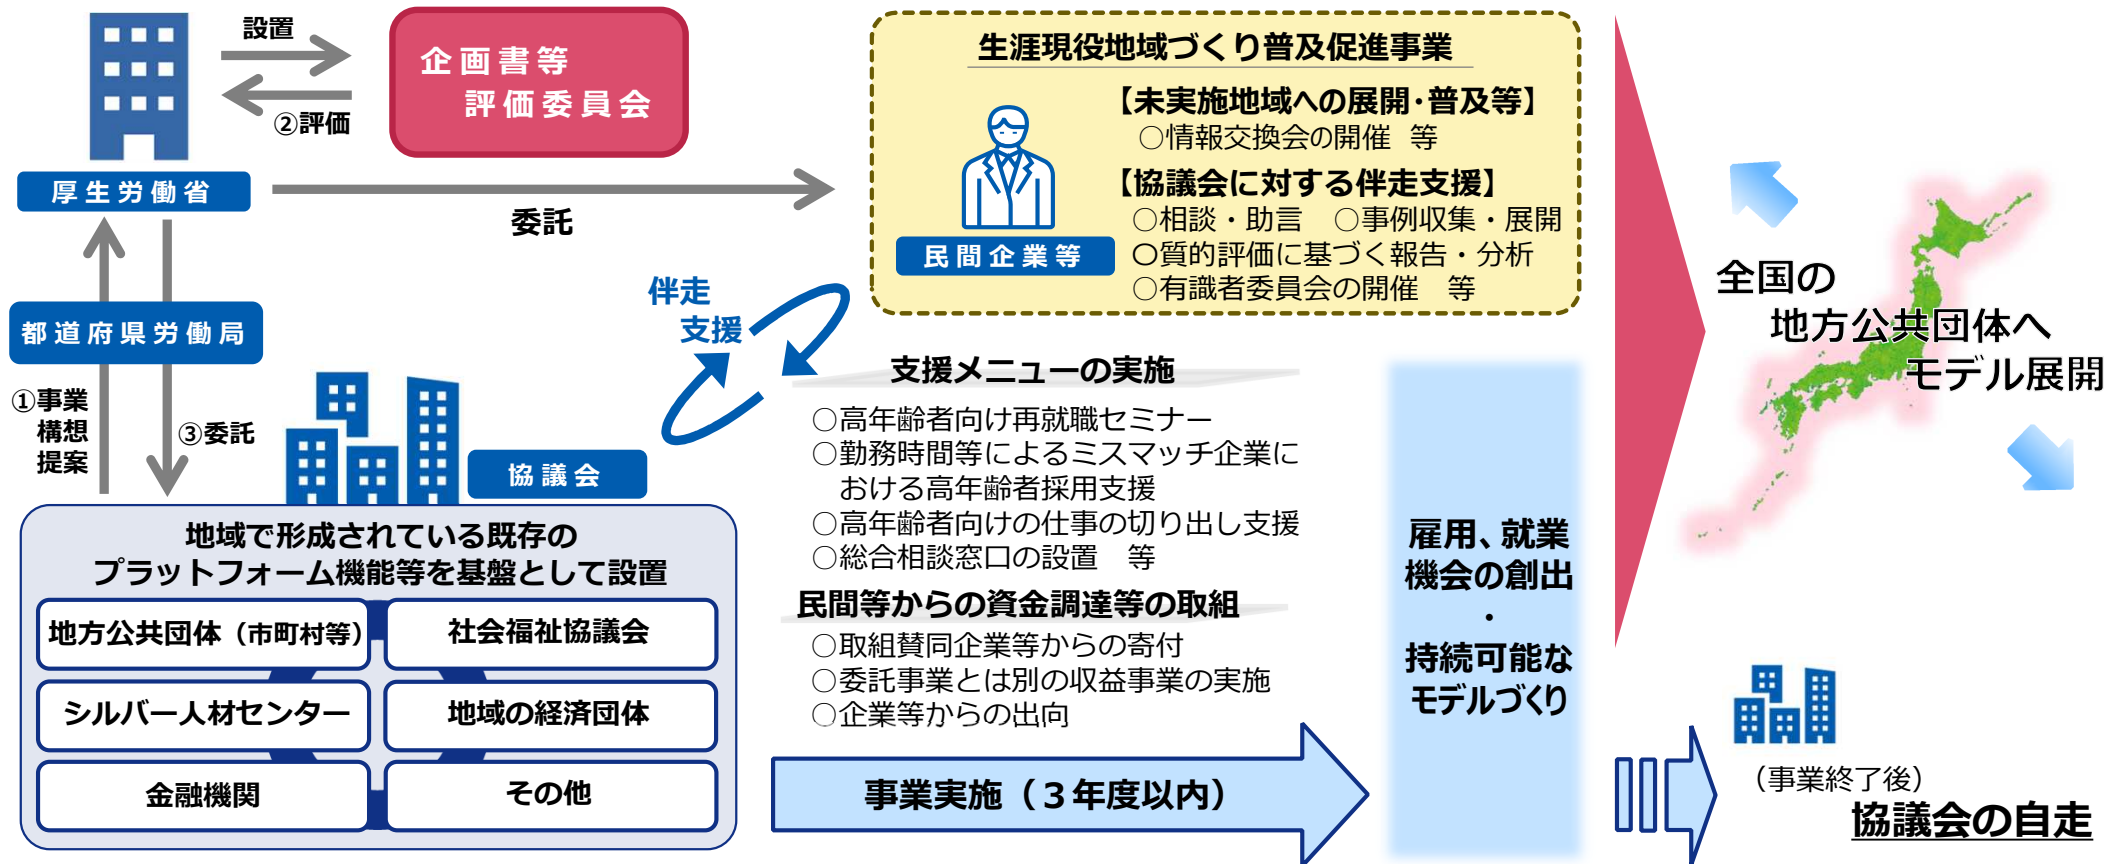 設置
②評価
企画書等
評価委員会
厚生労働省
委託
都道府県労働局
①事業
構想
提案
③委託
生涯現役地域づくり普及促進事業
【未実施地域への展開・普及等】
○情報交換会の開催 等
【協議会に対する伴走支援】
○相談・助言 ○事例収集・展開
○質的評価に基づく報告・分析
○有識者委員会の開催 等
民間企業等
伴走
支援
協議会
地域で形成されている既存の
プラットフォーム機能等を基盤として設置
地方公共団体（市町村等）
社会福祉協議会
シルバー人材センター
地域の経済団体
金融機関
その他
支援メニューの実施
○高年齢者向け再就職セミナー
○勤務時間等によるミスマッチ企業に
おける高年齢者採用支援
○高年齢者向けの仕事の切り出し支援
○総合相談窓口の設置 等
民間等からの資金調達等の取組
○取組賛同企業等からの寄付
○委託事業とは別の収益事業の実施
○企業等からの出向
事業実施（３年度以内）
雇用、就業
機会の創出
・
持続可能な
モデルづくり
全国の
地方公共団体へ
モデル展開
（事業終了後）
協議会の自走